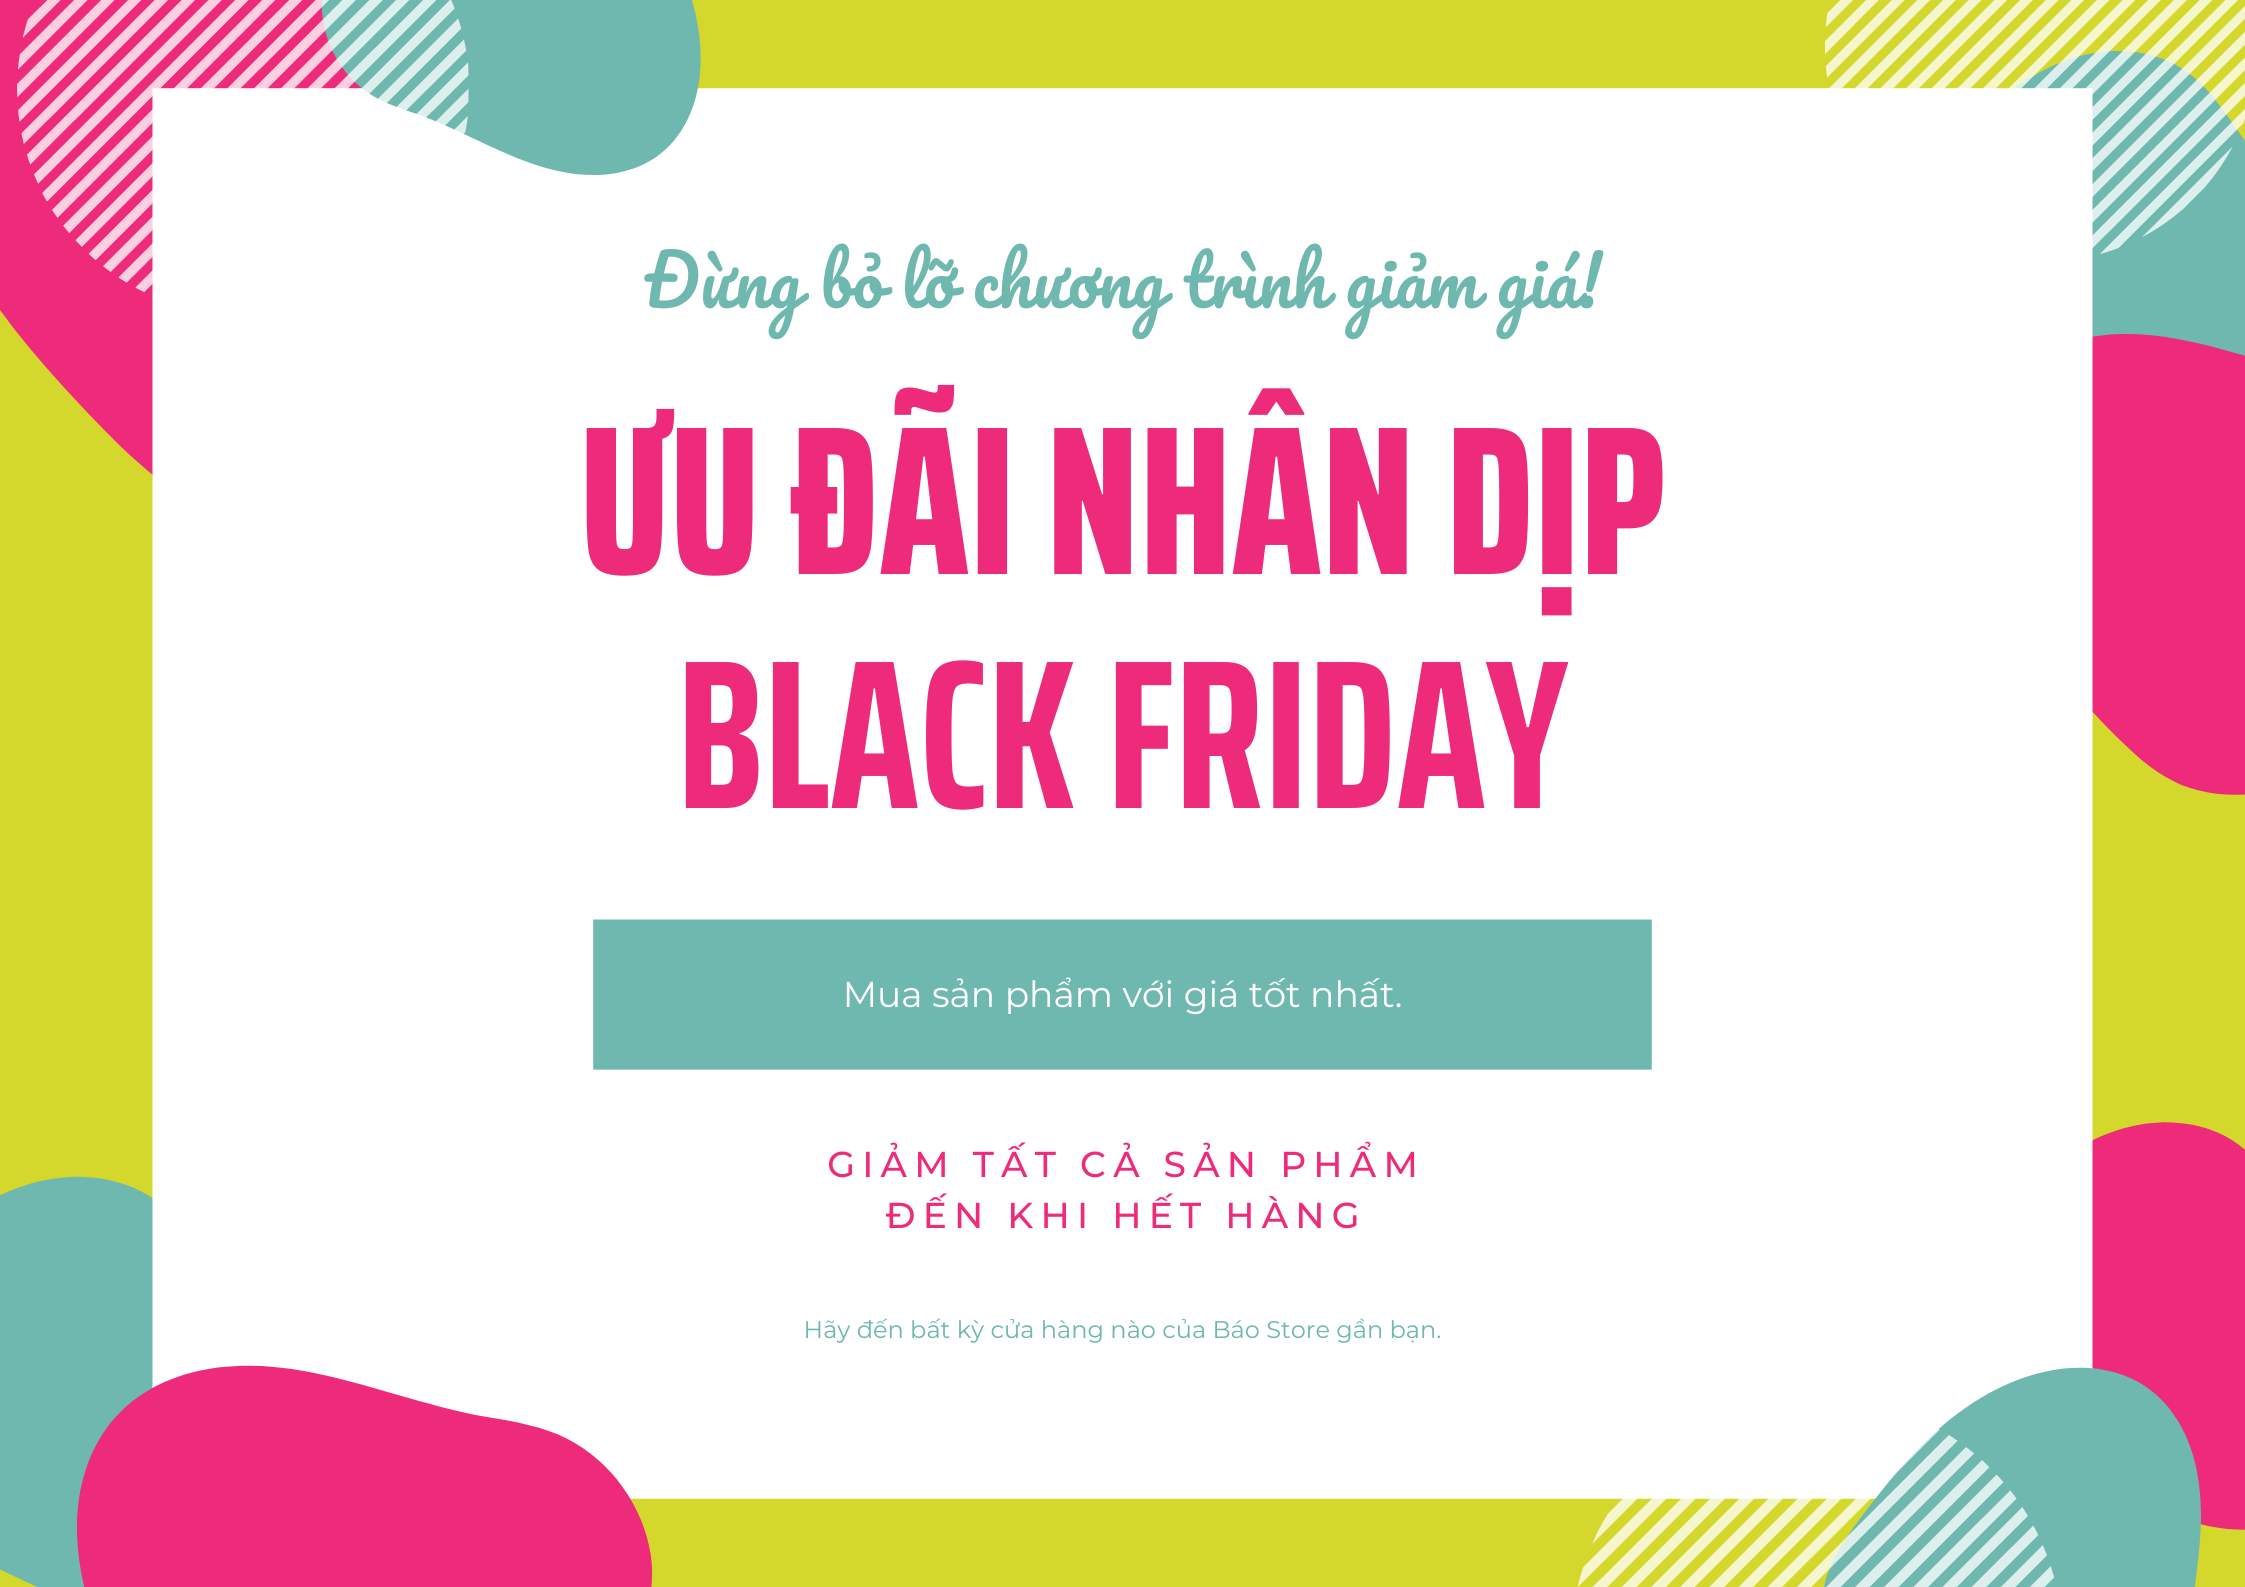 Đừng bỏ lỡ chương trình giảm giá!
ƯU ĐÃI NHÂN DỊP
BLACK FRIDAY
Mua sản phẩm với giá tốt nhất.
GIẢM TẤT CẢ SẢN PHẨM
ĐẾN KHI HẾT HÀNG
Hãy đến bất kỳ cửa hàng nào của Báo Store gần bạn.